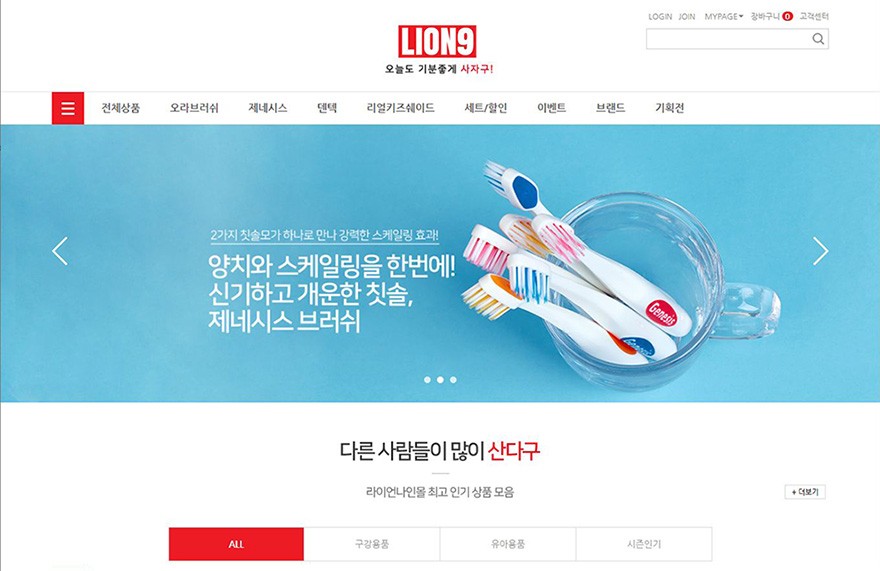 LOGIN JOIN MYPAGE 장바구니 0 고객센터
LION9
오늘도 기분좋게 사자구!
전체상품 오라브러쉬 제네시스 덴텍 리얼키즈쉐이드 세트/할인 이벤트 브랜드 기획전
2가지 칫솔모가 하나로 만나 강력한 스케일링 효과!
양치와 스케일링을 한번에!
신기하고 개운한 칫솔,
제네시스 브러쉬
Genesis
Genesis
다른 사람들이 많이 산다구
라이언나인몰 최고 인기 상품 모음
+ 더보기
ALL 구강용품 유아용품 시즌인기